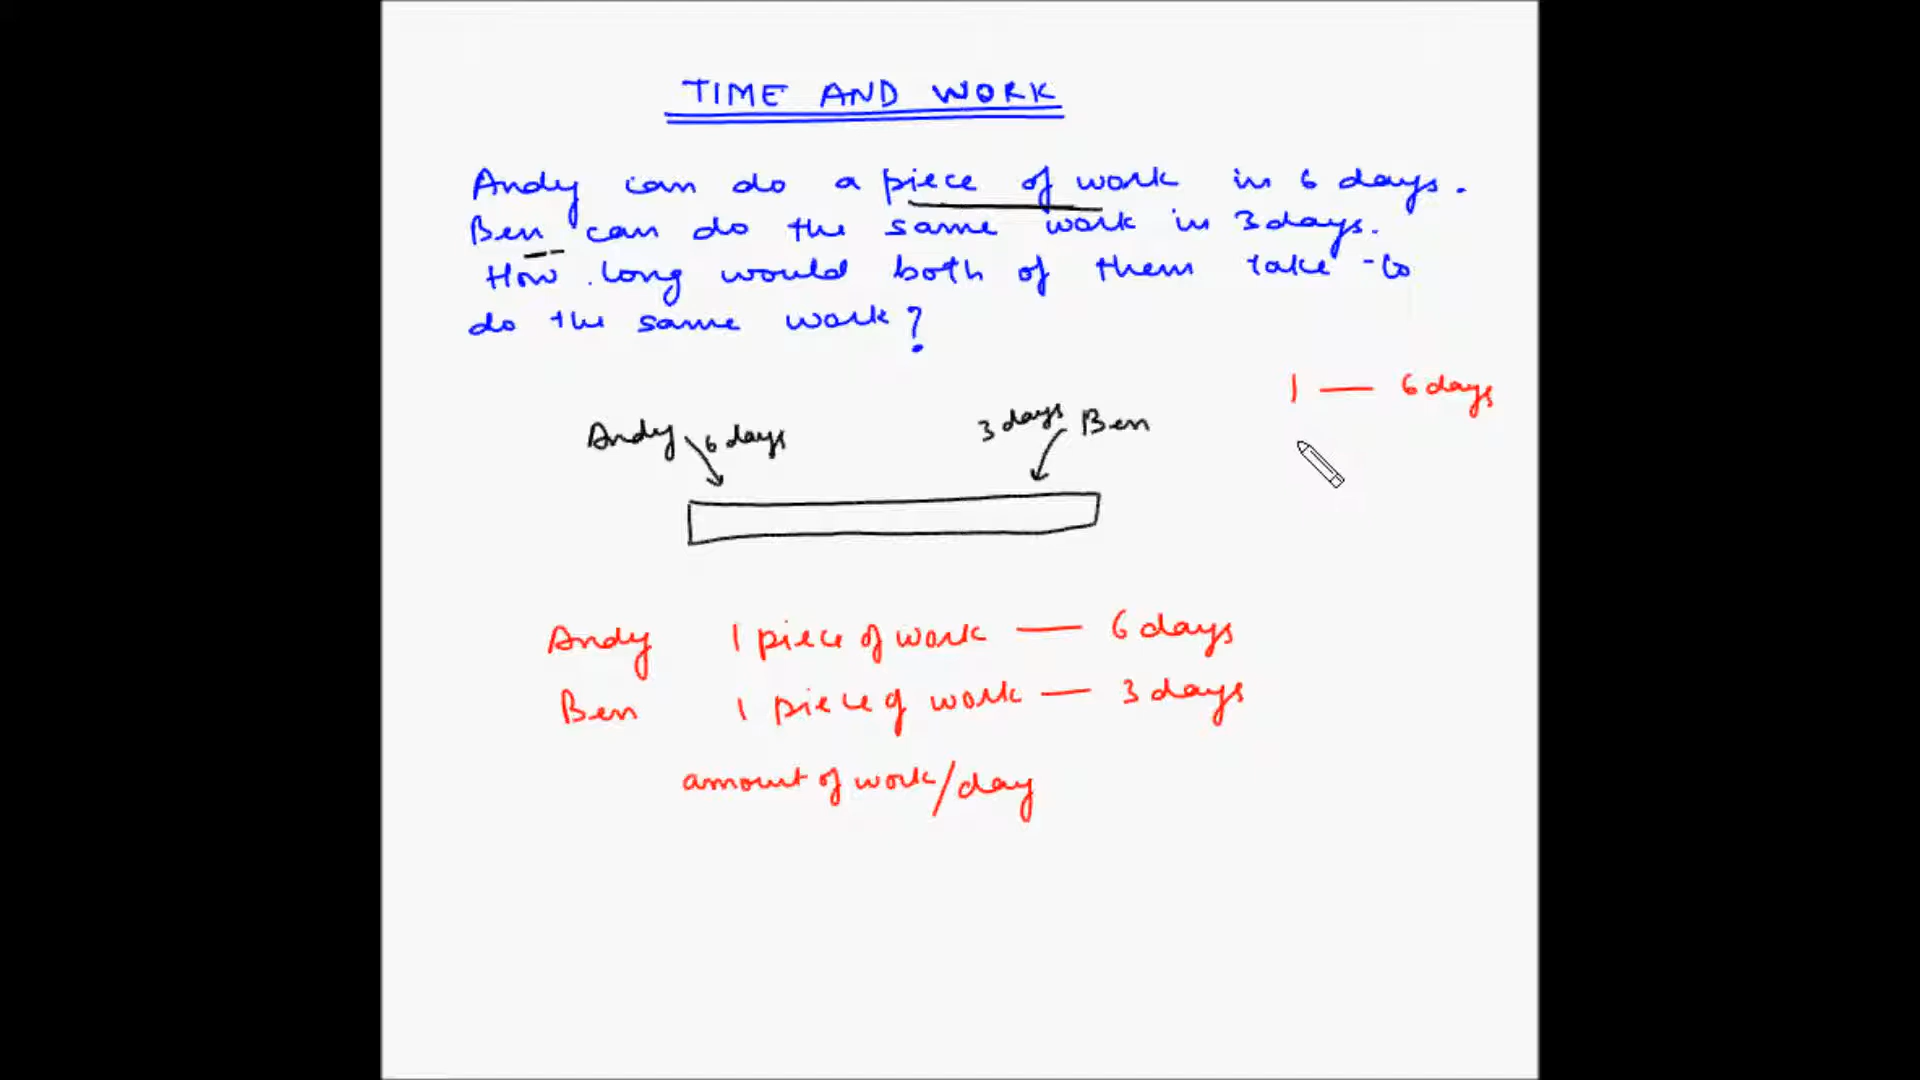 TIME AND WORK
Andy can do a piece of work in 6 days.
Ben can do the same work in 3 days.
How long would both of them take to
do the same work?
1 — 6 days
Andy 6 days 3 days Ben
Andy 1 piece of work — 6 days
Ben 1 piece of work — 3 days
amount of work/day